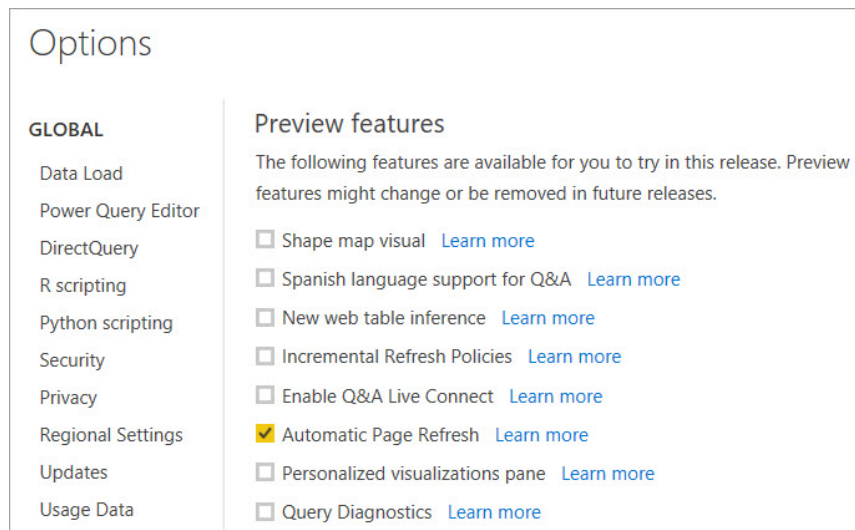 Options
GLOBAL
Data Load
Power Query Editor
DirectQuery
R scripting
Python scripting
Security
Privacy
Regional Settings
Updates
Usage Data
Preview features
The following features are available for you to try in this release. Preview
features might change or be removed in future releases.
Shape map visual Learn more
Spanish language support for Q&A Learn more
New web table inference Learn more
Incremental Refresh Policies Learn more
Enable Q&A Live Connect Learn more
Automatic Page Refresh Learn more
Personalized visualizations pane Learn more
Query Diagnostics Learn more